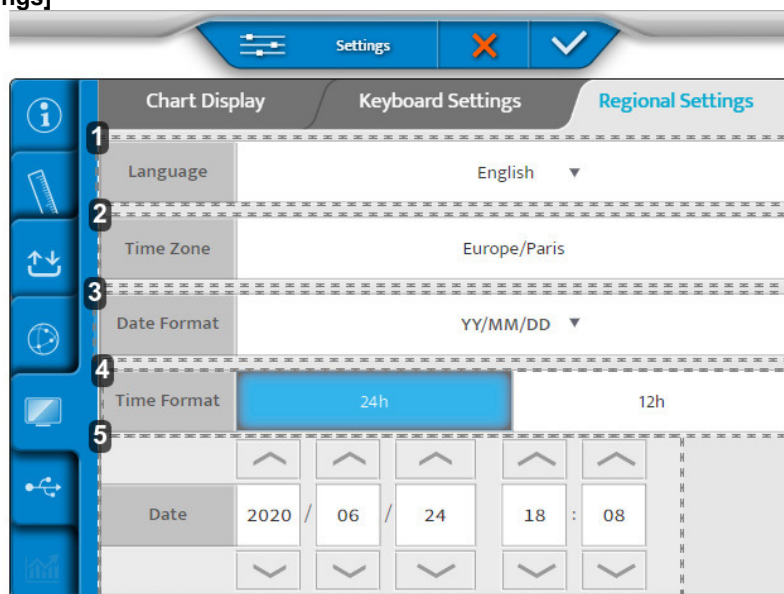 ngs]
Settings
Chart Display Keyboard Settings Regional Settings
1
Language English ▼
2
Time Zone Europe/Paris
3
Date Format YY/MM/DD ▼
4
Time Format 24h 12h
5
Date 2020 / 06 / 24 18 : 08